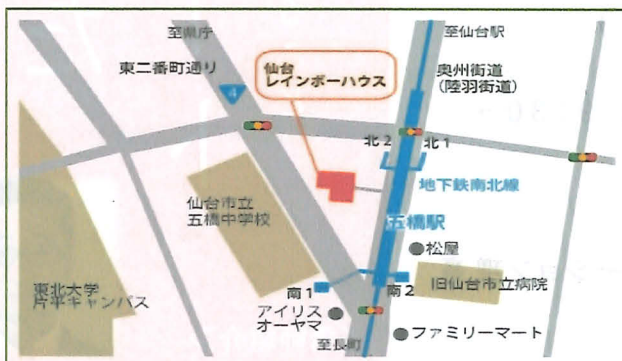 至県庁
至仙台駅
東二番町通り
仙台
レインボーハウス
奥州街道
(陸羽街道)
4
北2
北1
地下鉄南北線
仙台市立
五橋中学校
五橋駅
松屋
東北大学
片平キャンパス
南1
南2
旧仙台市立病院
アイリス
オーヤマ
ファミリーマート
至長町